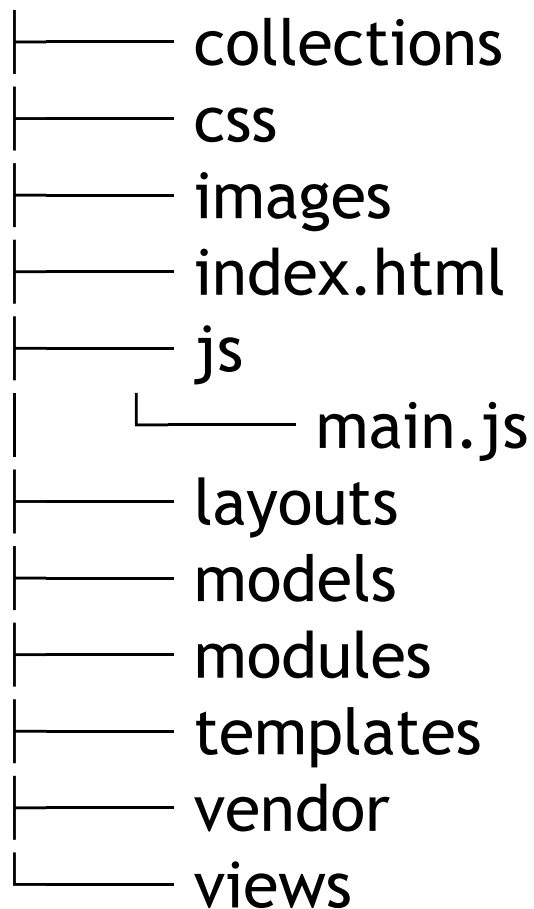 collections
css
images
index.html
js
main.js
layouts
models
modules
templates
vendor
views